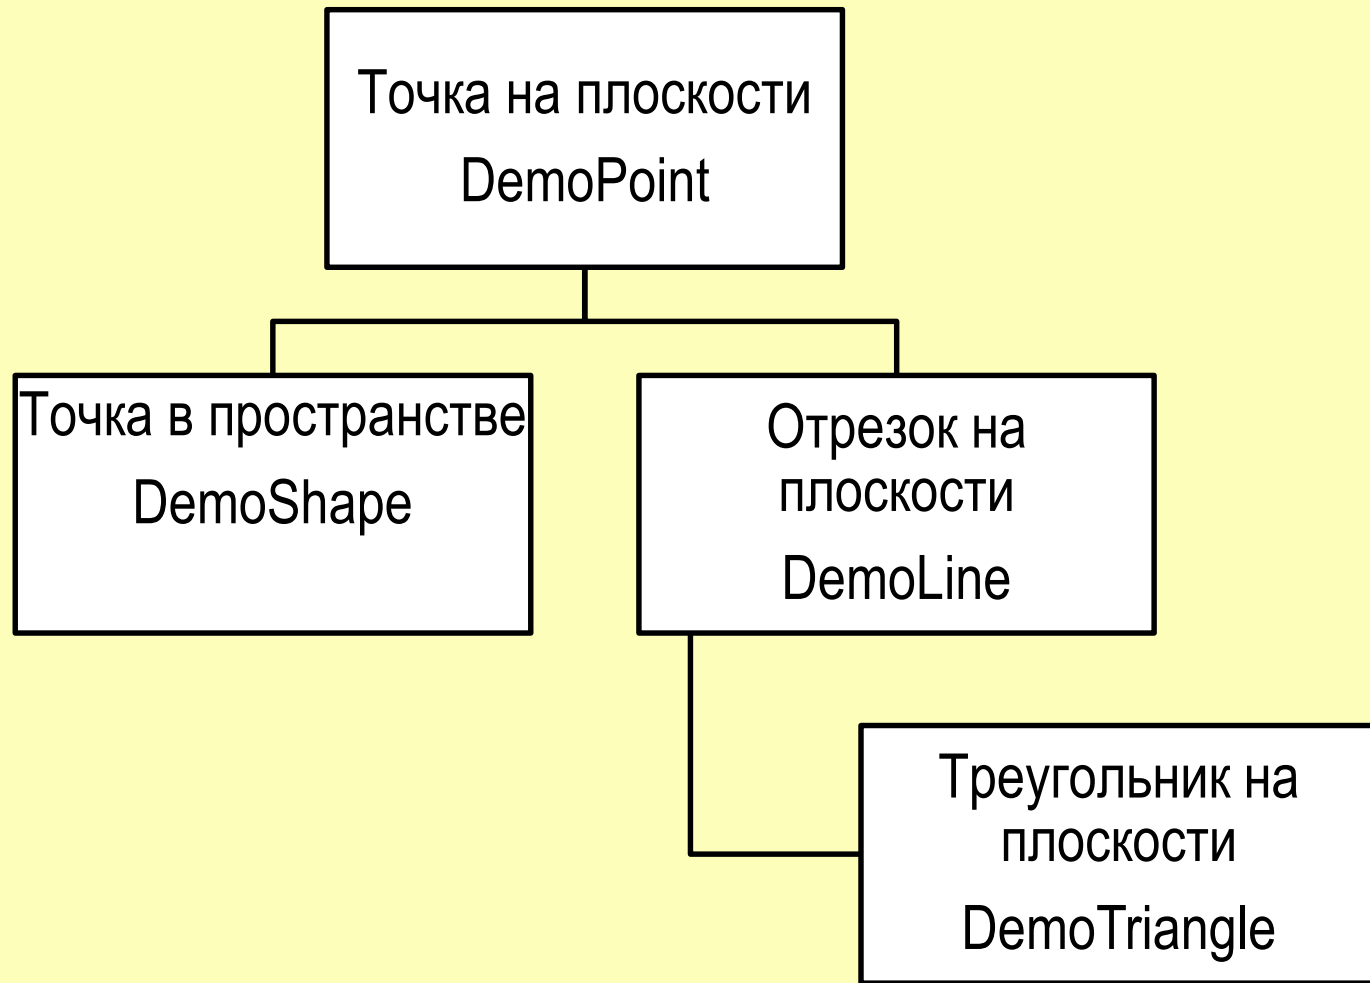 Точка на плоскости
DemoPoint
Точка в пространстве
DemoShape
Отрезок на
плоскости
DemoLine
Треугольник на
плоскости
DemoTriangle